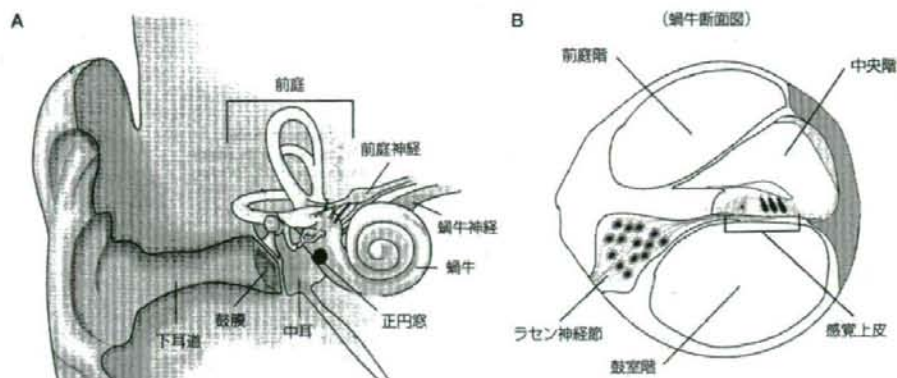 A
前庭
前庭神経
蝸牛神経
蝸牛
正円窓
中耳
鼓膜
下耳道
B
(蝸牛断面図)
前庭階
中央階
ラセン神経節
鼓室階
感覚上皮